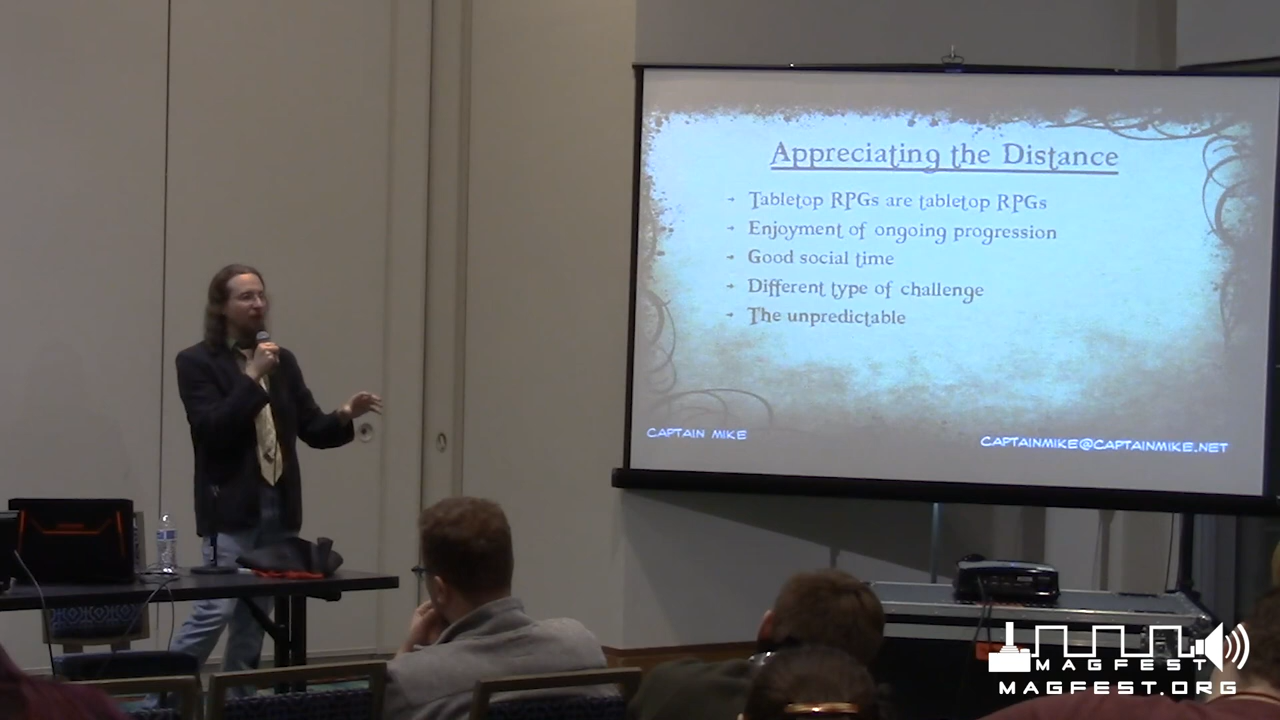 Appreciating the Distance
→ Tabletop RPGs are tabletop RPGs
→ Enjoyment of ongoing progression
→ Good social time
→ Different type of challenge
→ The unpredictable
CAPTAIN MIKE
CAPTAINMIKE@CAPTAINMIKE.NET
MAGFEST
MAGFEST.ORG